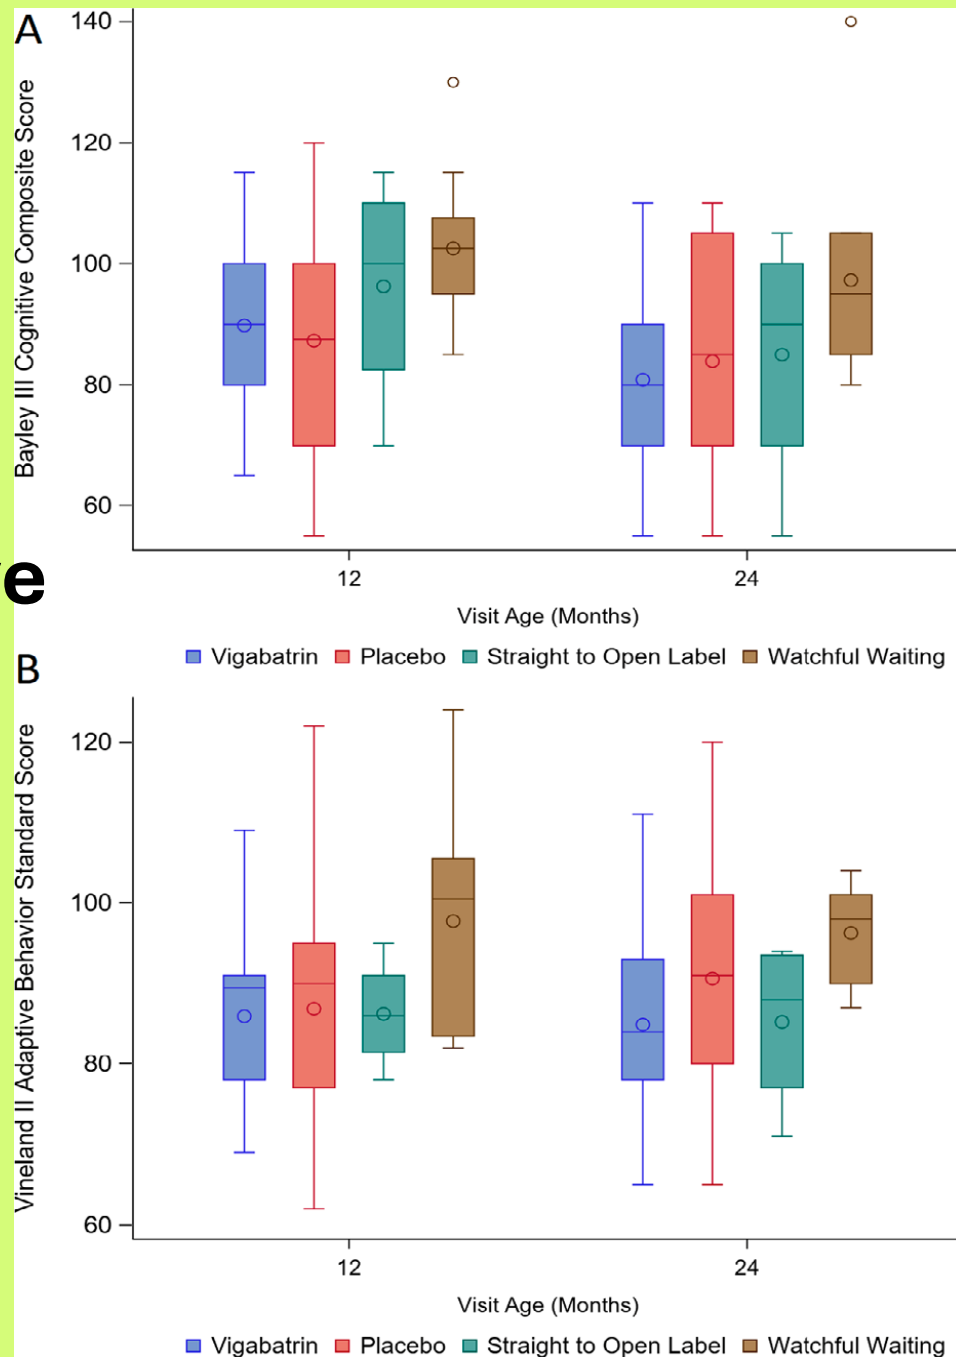 A
Bayley III Cognitive Composite Score
140
120
100
80
60
12
24
Visit Age (Months)
Vigabatrin Placebo Straight to Open Label Watchful Waiting
e
B
Vineland II Adaptive Behavior Standard Score
120
100
80
60
12
24
Visit Age (Months)
Vigabatrin Placebo Straight to Open Label Watchful Waiting